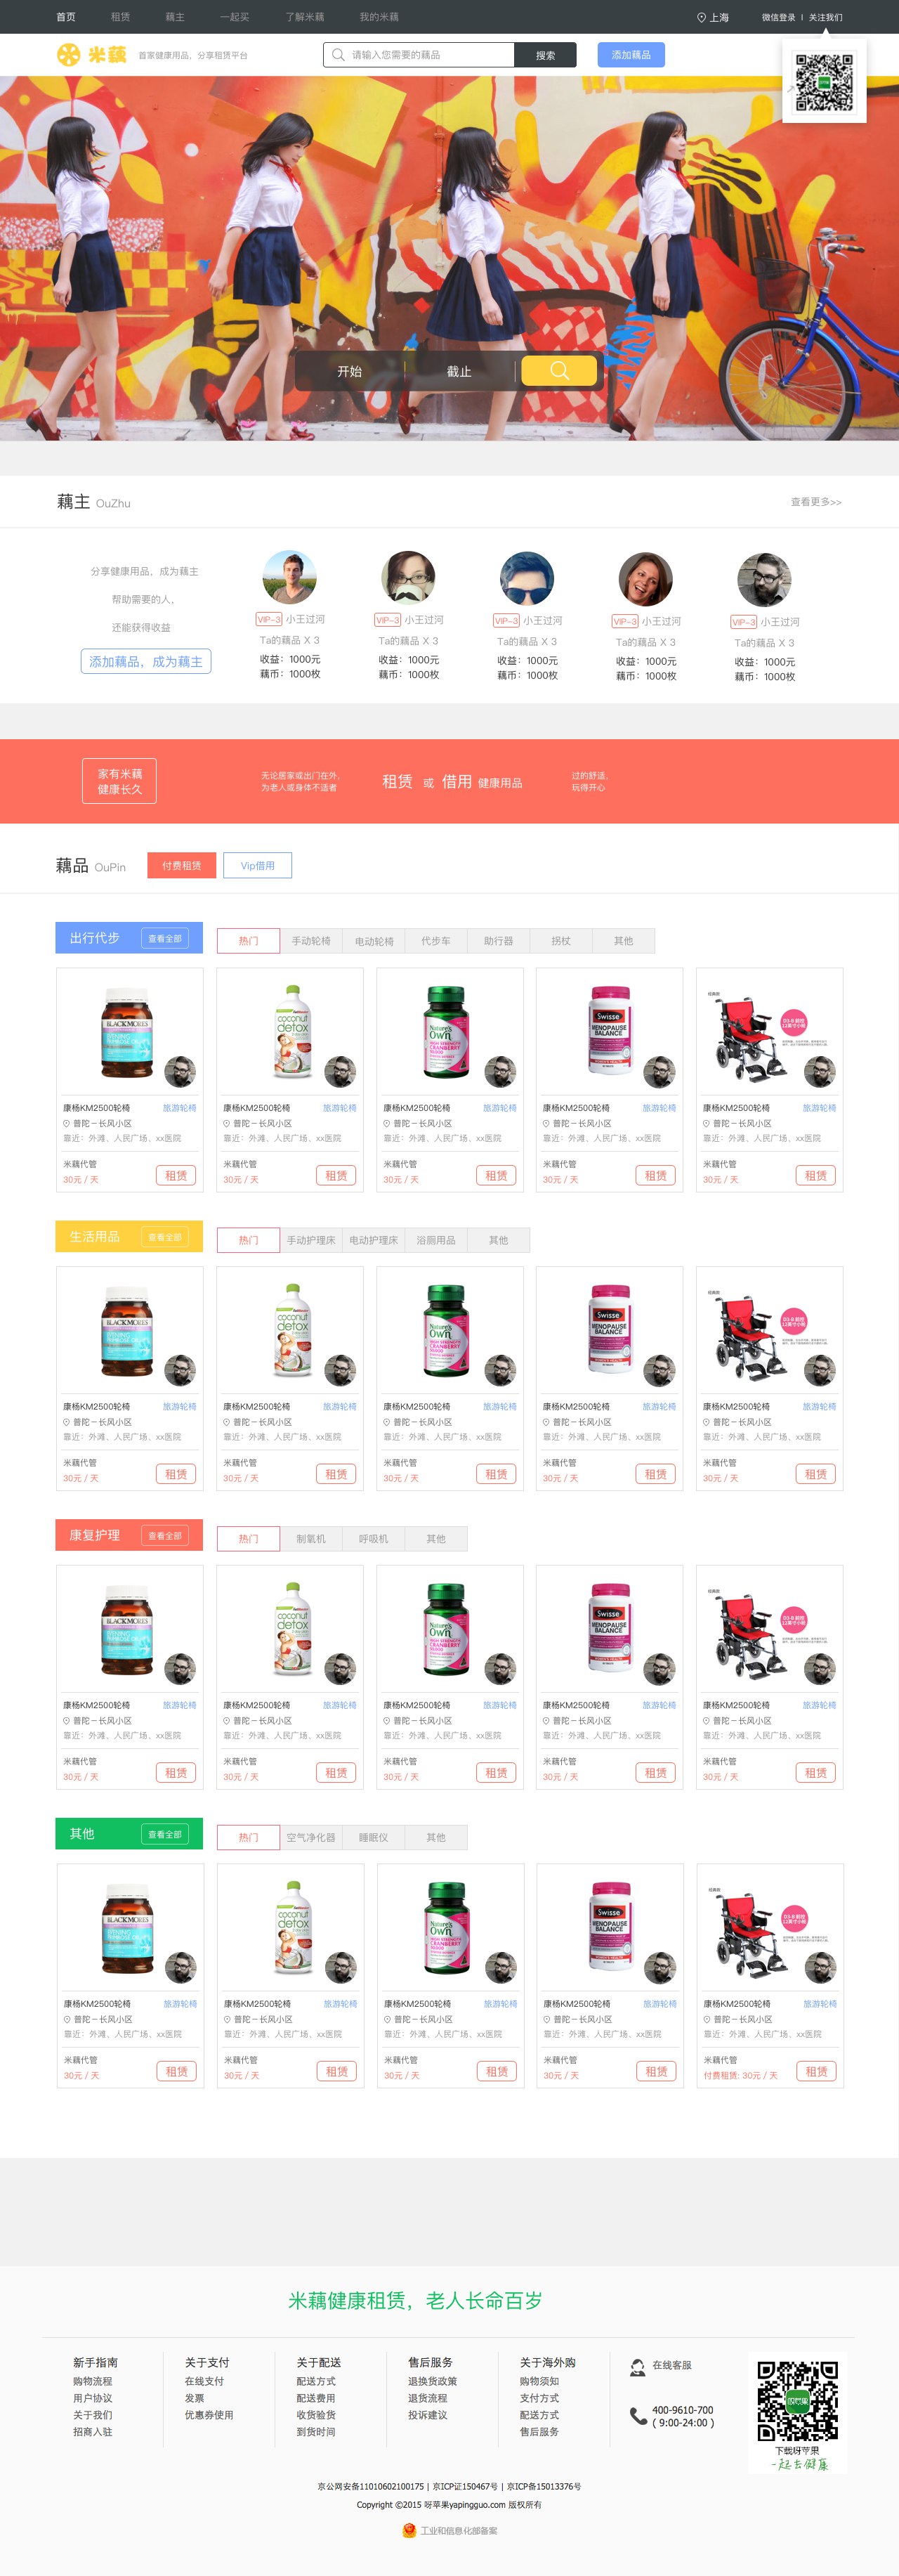 首页 租赁 藕主 一起买 了解米藕 我的米藕 上海 微信登录 | 关注我们
米藕 首家健康用品，分享租赁平台 请输入您需要的藕品 搜索 添加藕品
开始 截止
藕主 OuZhu 查看更多>>
分享健康用品，成为藕主
帮助需要的人，
还能获得收益
添加藕品，成为藕主
VIP-3 小王过河 VIP-3 小王过河 VIP-3 小王过河 VIP-3 小王过河 VIP-3 小王过河
Ta的藕品 X 3 Ta的藕品 X 3 Ta的藕品 X 3 Ta的藕品 X 3 Ta的藕品 X 3
收益：1000元 收益：1000元 收益：1000元 收益：1000元 收益：1000元
藕币：1000枚 藕币：1000枚 藕币：1000枚 藕币：1000枚 藕币：1000枚
家有米藕
健康长久
无论居家或出门在外，
为老人或身体不适者
租赁 或 借用 健康用品
过的舒适，
玩得开心
藕品 OuPin 付费租赁 Vip借用
出行代步 查看全部 热门 手动轮椅 电动轮椅 代步车 助行器 拐杖 其他
BLACKMORES coconut detox Nature's Own CRANBERRY Swisse MENOPAUSE BALANCE
康杨KM2500轮椅 旅游轮椅 康杨KM2500轮椅 旅游轮椅 康杨KM2500轮椅 旅游轮椅 康杨KM2500轮椅 旅游轮椅 康杨KM2500轮椅 旅游轮椅
普陀－长风小区 普陀－长风小区 普陀－长风小区 普陀－长风小区 普陀－长风小区
靠近：外滩、人民广场、xx医院 靠近：外滩、人民广场、xx医院 靠近：外滩、人民广场、xx医院 靠近：外滩、人民广场、xx医院 靠近：外滩、人民广场、xx医院
米藕代管 米藕代管 米藕代管 米藕代管 米藕代管
30元 / 天 租赁 30元 / 天 租赁 30元 / 天 租赁 30元 / 天 租赁 30元 / 天 租赁
生活用品 查看全部 热门 手动护理床 电动护理床 浴厕用品 其他
BLACKMORES coconut detox Nature's Own CRANBERRY Swisse MENOPAUSE BALANCE
康杨KM2500轮椅 旅游轮椅 康杨KM2500轮椅 旅游轮椅 康杨KM2500轮椅 旅游轮椅 康杨KM2500轮椅 旅游轮椅 康杨KM2500轮椅 旅游轮椅
普陀－长风小区 普陀－长风小区 普陀－长风小区 普陀－长风小区 普陀－长风小区
靠近：外滩、人民广场、xx医院 靠近：外滩、人民广场、xx医院 靠近：外滩、人民广场、xx医院 靠近：外滩、人民广场、xx医院 靠近：外滩、人民广场、xx医院
米藕代管 米藕代管 米藕代管 米藕代管 米藕代管
30元 / 天 租赁 30元 / 天 租赁 30元 / 天 租赁 30元 / 天 租赁 30元 / 天 租赁
康复护理 查看全部 热门 制氧机 呼吸机 其他
BLACKMORES coconut detox Nature's Own CRANBERRY Swisse MENOPAUSE BALANCE
康杨KM2500轮椅 旅游轮椅 康杨KM2500轮椅 旅游轮椅 康杨KM2500轮椅 旅游轮椅 康杨KM2500轮椅 旅游轮椅 康杨KM2500轮椅 旅游轮椅
普陀－长风小区 普陀－长风小区 普陀－长风小区 普陀－长风小区 普陀－长风小区
靠近：外滩、人民广场、xx医院 靠近：外滩、人民广场、xx医院 靠近：外滩、人民广场、xx医院 靠近：外滩、人民广场、xx医院 靠近：外滩、人民广场、xx医院
米藕代管 米藕代管 米藕代管 米藕代管 米藕代管
30元 / 天 租赁 30元 / 天 租赁 30元 / 天 租赁 30元 / 天 租赁 30元 / 天 租赁
其他 查看全部 热门 空气净化器 睡眠仪 其他
BLACKMORES coconut detox Nature's Own CRANBERRY Swisse MENOPAUSE BALANCE
康杨KM2500轮椅 旅游轮椅 康杨KM2500轮椅 旅游轮椅 康杨KM2500轮椅 旅游轮椅 康杨KM2500轮椅 旅游轮椅 康杨KM2500轮椅 旅游轮椅
普陀－长风小区 普陀－长风小区 普陀－长风小区 普陀－长风小区 普陀－长风小区
靠近：外滩、人民广场、xx医院 靠近：外滩、人民广场、xx医院 靠近：外滩、人民广场、xx医院 靠近：外滩、人民广场、xx医院 靠近：外滩、人民广场、xx医院
米藕代管 米藕代管 米藕代管 米藕代管 米藕代管
30元 / 天 租赁 30元 / 天 租赁 30元 / 天 租赁 30元 / 天 租赁 付费租赁: 30元 / 天 租赁
米藕健康租赁，老人长命百岁
新手指南 关于支付 关于配送 售后服务 关于海外购 在线客服
购物流程 在线支付 配送方式 退换货政策 购物须知
用户协议 发票 配送费用 退货流程 支付方式
关于我们 优惠券使用 收货验货 投诉建议 配送方式 400-9610-700
招商入驻 到货时间 售后服务 ( 9:00-24:00 )
下载呀苹果
一起去健康
京公网安备11010602100175 | 京ICP证150467号 | 京ICP备15013376号
Copyright ©2015 呀苹果yapingguo.com 版权所有
工业和信息化部备案